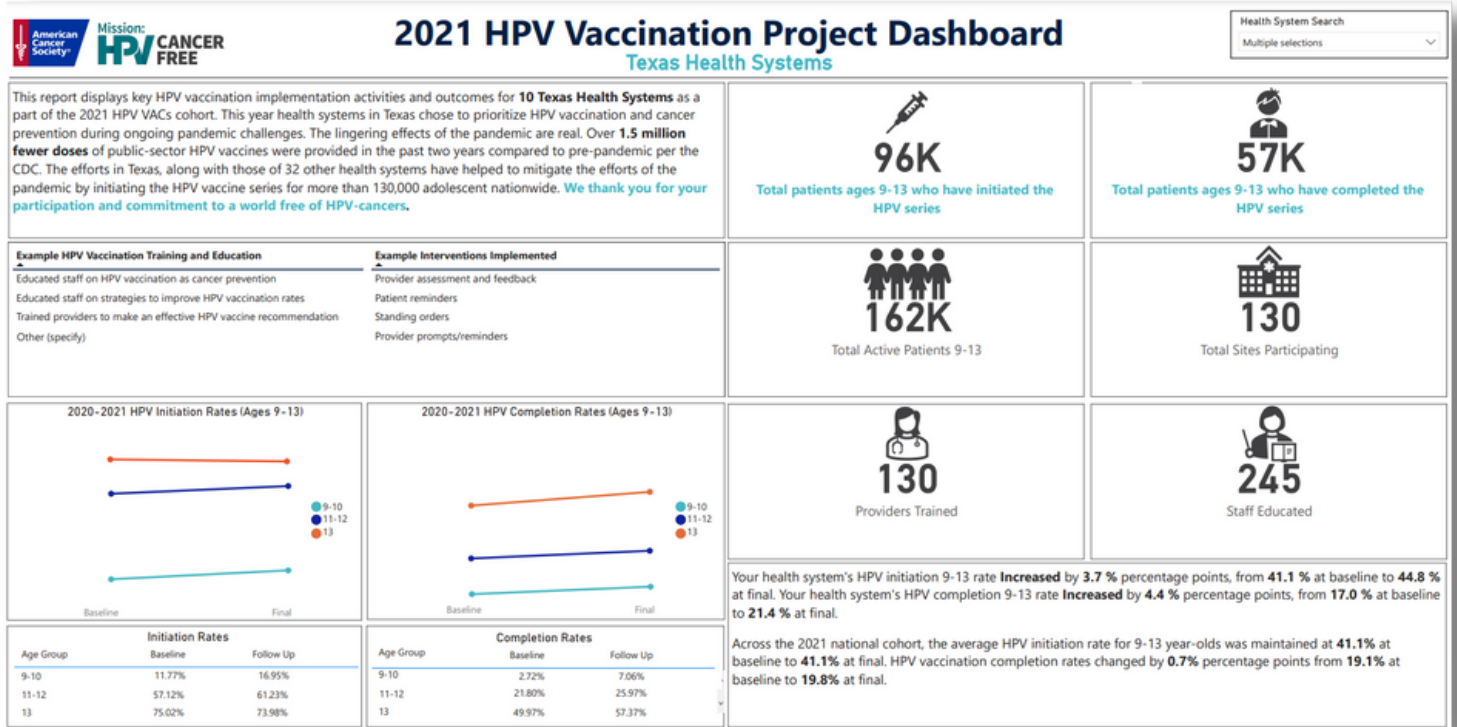 American
Cancer
Society®
Mission:
HPV CANCER
FREE
2021 HPV Vaccination Project Dashboard
Texas Health Systems
Health System Search
Multiple selections
This report displays key HPV vaccination implementation activities and outcomes for 10 Texas Health Systems as a
part of the 2021 HPV VACs cohort. This year health systems in Texas chose to prioritize HPV vaccination and cancer
prevention during ongoing pandemic challenges. The lingering effects of the pandemic are real. Over 1.5 million
fewer doses of public-sector HPV vaccines were provided in the past two years compared to pre-pandemic per the
CDC. The efforts in Texas, along with those of 32 other health systems have helped to mitigate the efforts of the
pandemic by initiating the HPV vaccine series for more than 130,000 adolescent nationwide. We thank you for your
participation and commitment to a world free of HPV-cancers.
96K
Total patients ages 9-13 who have initiated the
HPV series
57K
Total patients ages 9-13 who have completed the
HPV series
Example HPV Vaccination Training and Education
Educated staff on HPV vaccination as cancer prevention
Educated staff on strategies to improve HPV vaccination rates
Trained providers to make an effective HPV vaccine recommendation
Other (specify)
Example Interventions Implemented
Provider assessment and feedback
Patient reminders
Standing orders
Provider prompts/reminders
162K
Total Active Patients 9-13
130
Total Sites Participating
2020-2021 HPV Initiation Rates (Ages 9-13)
9-10
11-12
13
Baseline Final
2020-2021 HPV Completion Rates (Ages 9-13)
9-10
11-12
13
Baseline Final
130
Providers Trained
245
Staff Educated
Initiation Rates
Age Group Baseline Follow Up
9-10 11.77% 16.95%
11-12 57.12% 61.23%
13 75.02% 73.98%
Completion Rates
Age Group Baseline Follow Up
9-10 2.72% 7.06%
11-12 21.80% 25.97%
13 49.97% 57.37%
Your health system's HPV initiation 9-13 rate Increased by 3.7 % percentage points, from 41.1 % at baseline to 44.8 %
at final. Your health system's HPV completion 9-13 rate Increased by 4.4 % percentage points, from 17.0 % at baseline
to 21.4 % at final.
Across the 2021 national cohort, the average HPV initiation rate for 9-13 year-olds was maintained at 41.1% at
baseline to 41.1% at final. HPV vaccination completion rates changed by 0.7% percentage points from 19.1% at
baseline to 19.8% at final.